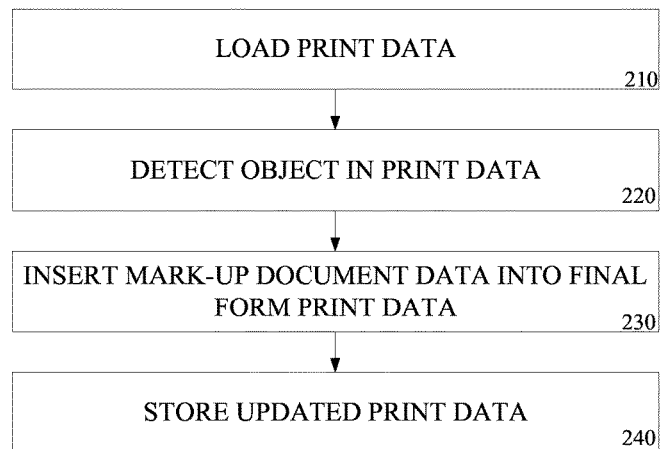 LOAD PRINT DATA
210
DETECT OBJECT IN PRINT DATA
220
INSERT MARK-UP DOCUMENT DATA INTO FINAL
FORM PRINT DATA
230
STORE UPDATED PRINT DATA
240